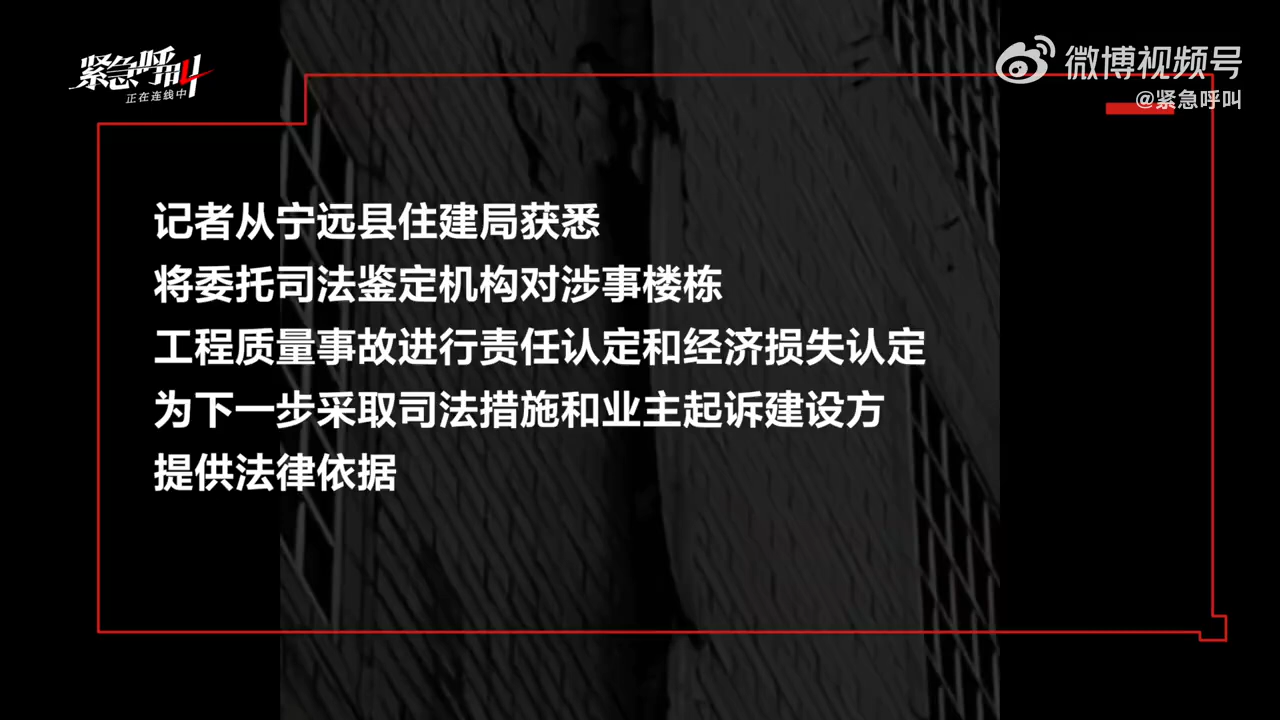 紧急呼叫
正在连线中
微博视频号
@紧急呼叫
记者从宁远县住建局获悉
将委托司法鉴定机构对涉事楼栋
工程质量事故进行责任认定和经济损失认定
为下一步采取司法措施和业主起诉建设方
提供法律依据